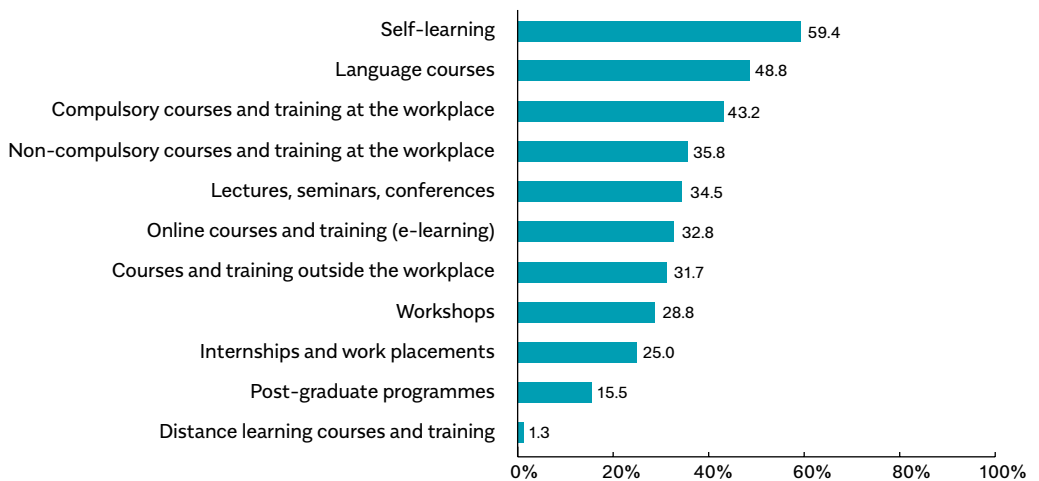 Self-learning 59.4
Language courses 48.8
Compulsory courses and training at the workplace 43.2
Non-compulsory courses and training at the workplace 35.8
Lectures, seminars, conferences 34.5
Online courses and training (e-learning) 32.8
Courses and training outside the workplace 31.7
Workshops 28.8
Internships and work placements 25.0
Post-graduate programmes 15.5
Distance learning courses and training 1.3
0% 20% 40% 60% 80% 100%